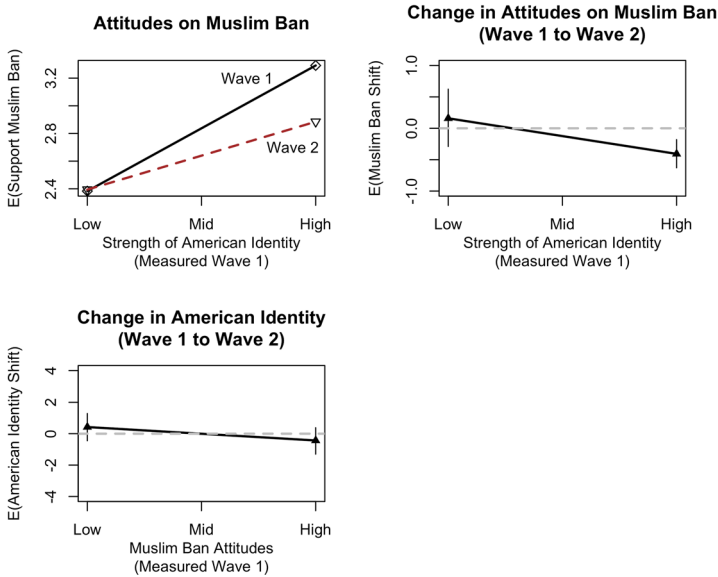 Attitudes on Muslim Ban
E(Support Muslim Ban)
3.2
2.8
2.4
Wave 1
Wave 2
Low Mid High
Strength of American Identity
(Measured Wave 1)
Change in Attitudes on Muslim Ban
(Wave 1 to Wave 2)
E(Muslim Ban Shift)
1.0
0.0
-1.0
Low Mid High
Strength of American Identity
(Measured Wave 1)
Change in American Identity
(Wave 1 to Wave 2)
E(American Identity Shift)
4
2
0
-2
-4
Low Mid High
Muslim Ban Attitudes
(Measured Wave 1)